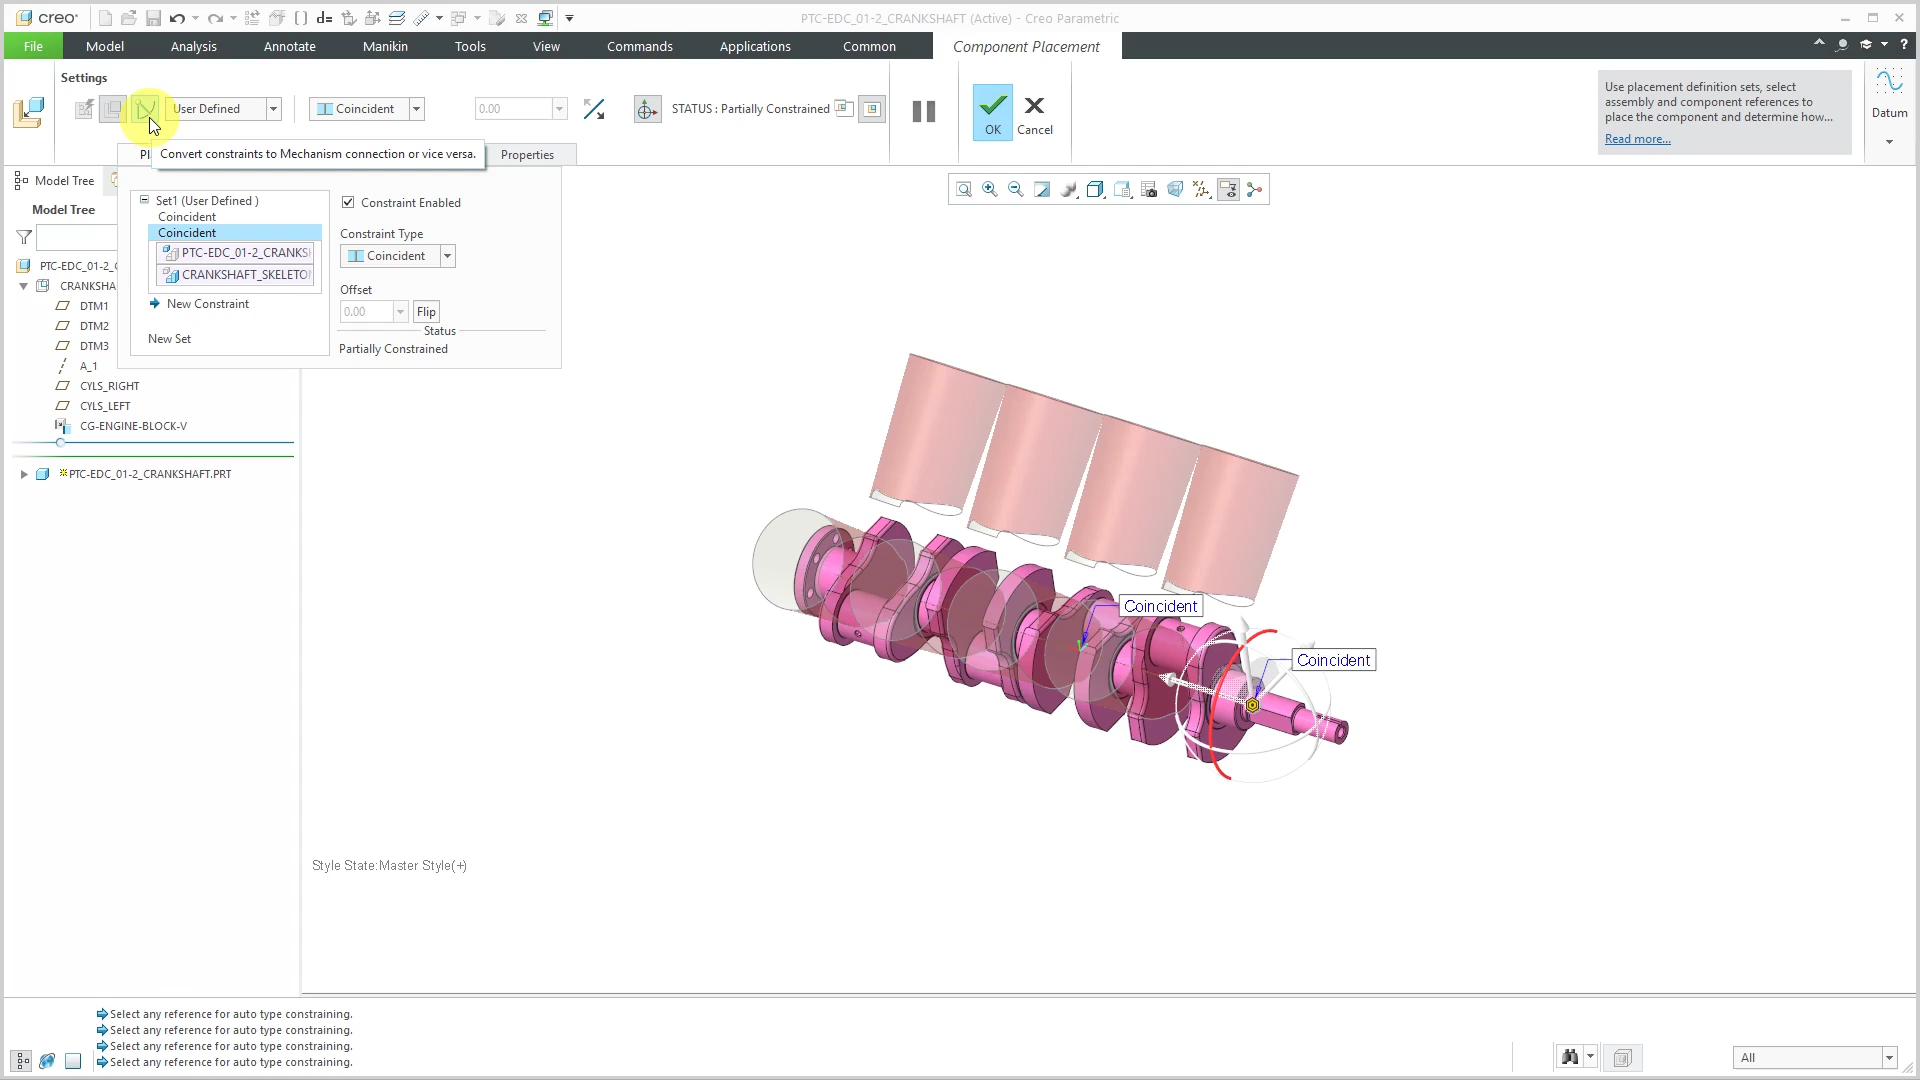 creo
PTC-EDC_01-2_CRANKSHAFT (Active) - Creo Parametric
File
Model
Analysis
Annotate
Manikin
Tools
View
Commands
Applications
Common
Component Placement
Settings
User Defined
Coincident
0.00
STATUS : Partially Constrained
OK
Cancel
Use placement definition sets, select
assembly and component references to
place the component and determine how...
Read more...
Datum
Pl
Convert constraints to Mechanism connection or vice versa.
Properties
Model Tree
Model Tree
Set1 (User Defined )
Coincident
Coincident
PTC-EDC_01-2_CRANKS
CRANKSHAFT_SKELETO
New Constraint
New Set
Constraint Enabled
Constraint Type
Coincident
Offset
0.00
Flip
Status
Partially Constrained
PTC-EDC_01-2_C
CRANKSHA
DTM1
DTM2
DTM3
A_1
CYLS_RIGHT
CYLS_LEFT
CG-ENGINE-BLOCK-V
PTC-EDC_01-2_CRANKSHAFT.PRT
Coincident
Coincident
Style State:Master Style(+)
Select any reference for auto type constraining.
Select any reference for auto type constraining.
Select any reference for auto type constraining.
Select any reference for auto type constraining.
All